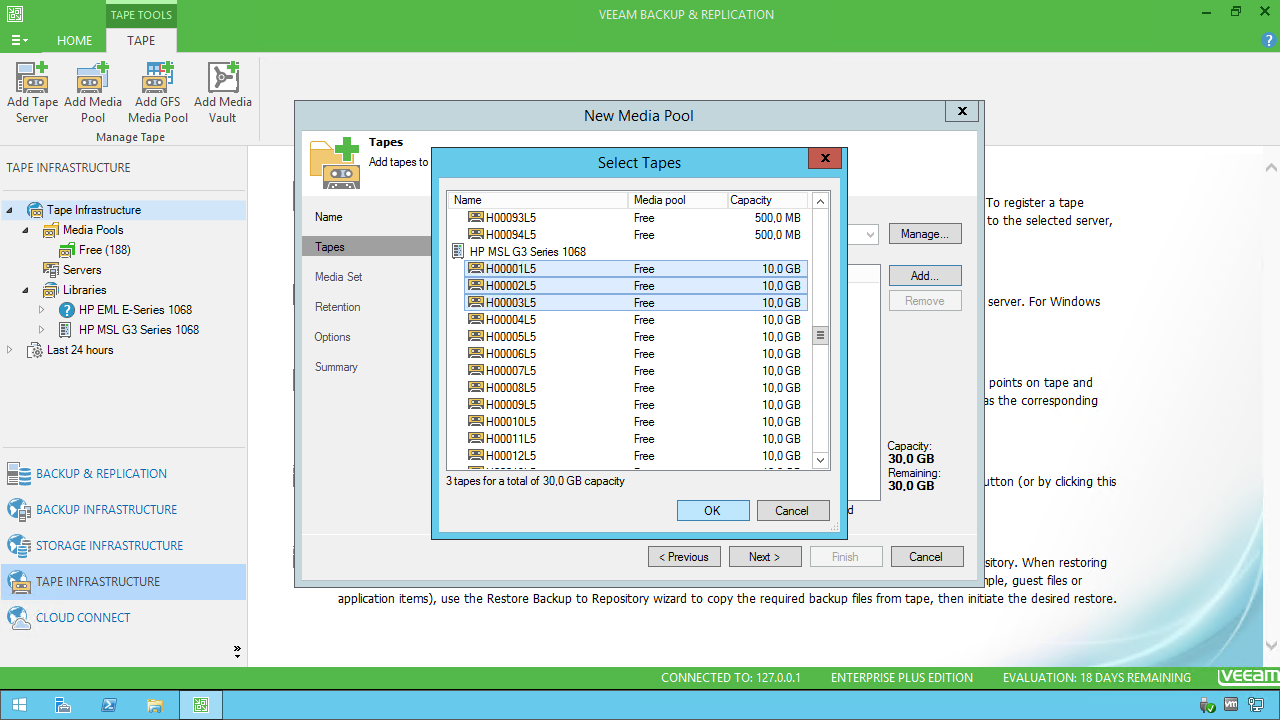 TAPE TOOLS
VEEAM BACKUP & REPLICATION
HOME
TAPE
Add Tape Server
Add Media Pool
Add GFS Media Pool
Add Media Vault
Manage Tape
TAPE INFRASTRUCTURE
Tape Infrastructure
Media Pools
Free (188)
Servers
Libraries
HP EML E-Series 1068
HP MSL G3 Series 1068
Last 24 hours
BACKUP & REPLICATION
BACKUP INFRASTRUCTURE
STORAGE INFRASTRUCTURE
TAPE INFRASTRUCTURE
CLOUD CONNECT
New Media Pool
X
Tapes
Add tapes to
Name
Tapes
Media Set
Retention
Options
Summary
Manage...
Add...
Remove
Capacity:
30,0 GB
Remaining:
30,0 GB
d
< Previous
Next >
Finish
Cancel
Select Tapes
X
Name Media pool Capacity
H00093L5 Free 500,0 MB
H00094L5 Free 500,0 MB
HP MSL G3 Series 1068
H00001L5 Free 10,0 GB
H00002L5 Free 10,0 GB
H00003L5 Free 10,0 GB
H00004L5 Free 10,0 GB
H00005L5 Free 10,0 GB
H00006L5 Free 10,0 GB
H00007L5 Free 10,0 GB
H00008L5 Free 10,0 GB
H00009L5 Free 10,0 GB
H00010L5 Free 10,0 GB
H00011L5 Free 10,0 GB
H00012L5 Free 10,0 GB
3 tapes for a total of 30,0 GB capacity
OK
Cancel
To register a tape
to the selected server,
server. For Windows
points on tape and
as the corresponding
utton (or by clicking this
sitory. When restoring
mple, guest files or
application items), use the Restore Backup to Repository wizard to copy the required backup files from tape, then initiate the desired restore.
CONNECTED TO: 127.0.0.1
ENTERPRISE PLUS EDITION
EVALUATION: 18 DAYS REMAINING
veeam